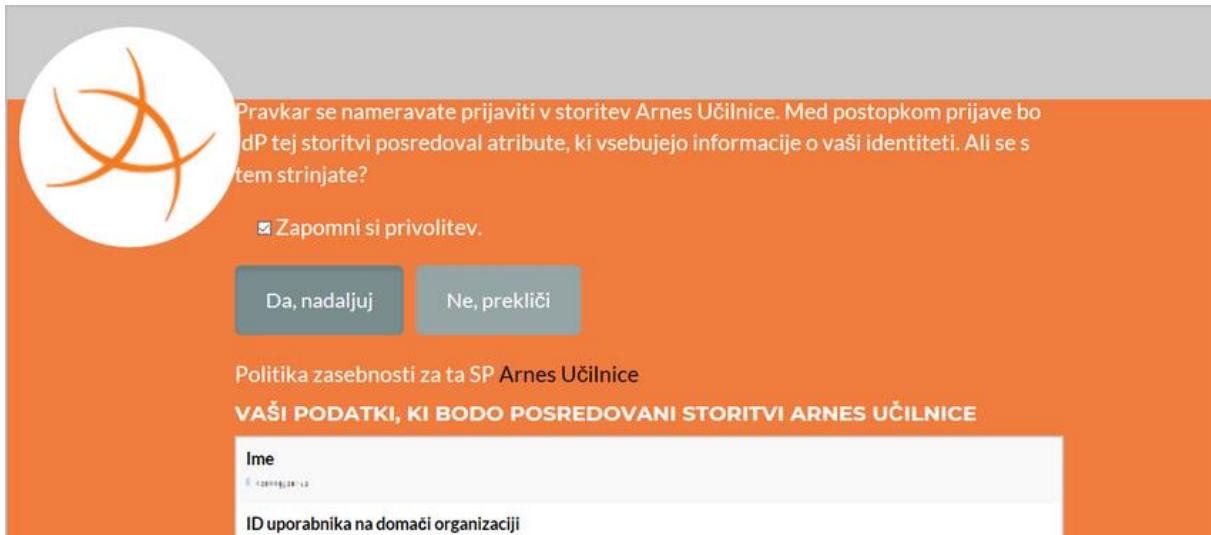 Pravkar se nameravate prijaviti v storitev Arnes Učilnice. Med postopkom prijave bo
IdP tej storitvi posredoval atribute, ki vsebujejo informacije o vaši identiteti. Ali se s
tem strinjate?
Zapomni si privolitev.
Da, nadaljuj
Ne, prekliči
Politika zasebnosti za ta SP Arnes Učilnice
VAŠI PODATKI, KI BODO POSREDOVANI STORITVI ARNES UČILNICE
Ime
ID uporabnika na domači organizaciji